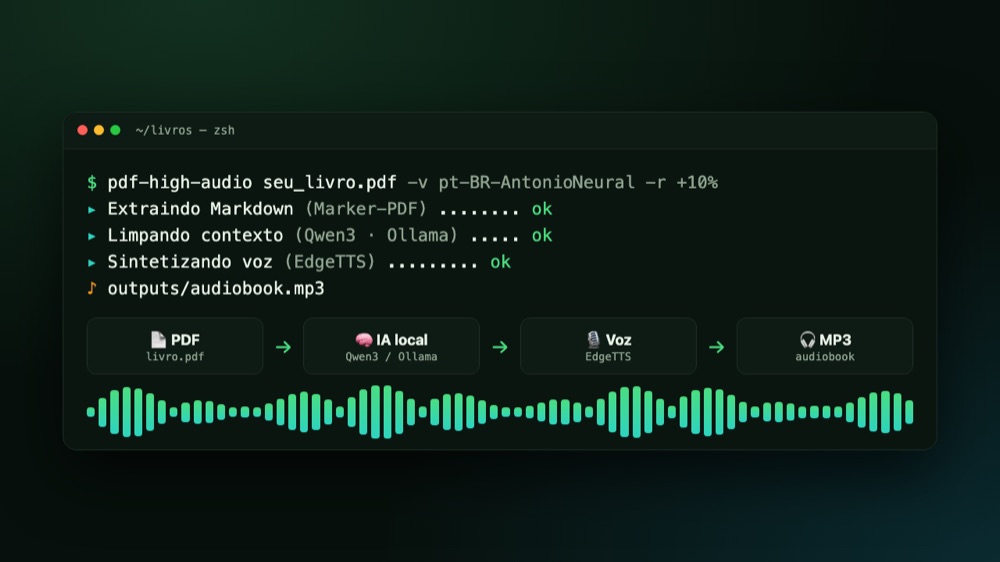 ~/livros — zsh
$ pdf-high-audio seu_livro.pdf -v pt-BR-AntonioNeural -r +10%
▸ Extraindo Markdown (Marker-PDF) ........ ok
▸ Limpando contexto (Qwen3 · Ollama) ..... ok
▸ Sintetizando voz (EdgeTTS) ......... ok
♪ outputs/audiobook.mp3
PDF
livro.pdf
→
IA local
Qwen3 / Ollama
→
Voz
EdgeTTS
→
MP3
audiobook